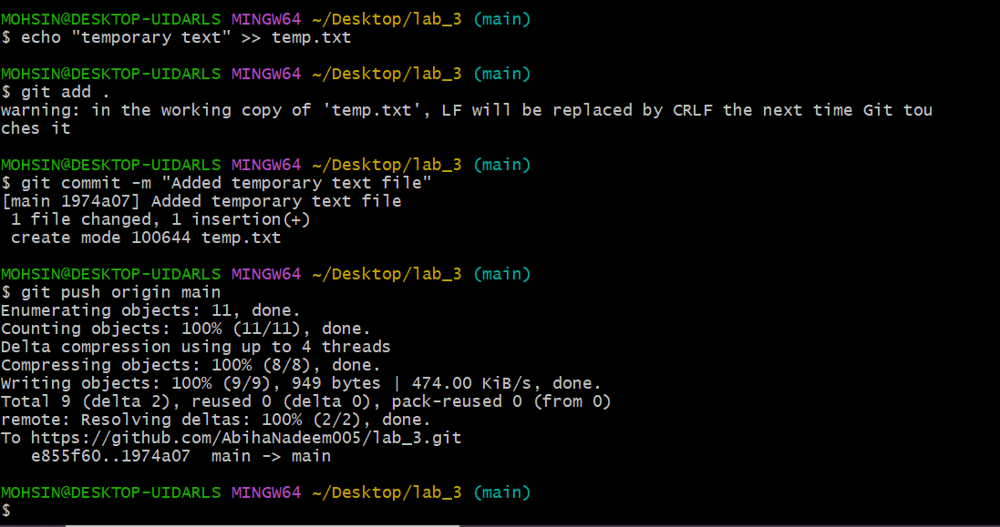 MOHSIN@DESKTOP-UIDARLS MINGW64 ~/Desktop/lab_3 (main)
$ echo "temporary text" >> temp.txt
MOHSIN@DESKTOP-UIDARLS MINGW64 ~/Desktop/lab_3 (main)
$ git add .
warning: in the working copy of 'temp.txt', LF will be replaced by CRLF the next time Git tou
ches it
MOHSIN@DESKTOP-UIDARLS MINGW64 ~/Desktop/lab_3 (main)
$ git commit -m "Added temporary text file"
[main 1974a07] Added temporary text file
 1 file changed, 1 insertion(+)
 create mode 100644 temp.txt
MOHSIN@DESKTOP-UIDARLS MINGW64 ~/Desktop/lab_3 (main)
$ git push origin main
Enumerating objects: 11, done.
Counting objects: 100% (11/11), done.
Delta compression using up to 4 threads
Compressing objects: 100% (8/8), done.
Writing objects: 100% (9/9), 949 bytes | 474.00 KiB/s, done.
Total 9 (delta 2), reused 0 (delta 0), pack-reused 0 (from 0)
remote: Resolving deltas: 100% (2/2), done.
To https://github.com/AbihaNadeem005/lab_3.git
   e855f60..1974a07  main -> main
MOHSIN@DESKTOP-UIDARLS MINGW64 ~/Desktop/lab_3 (main)
$